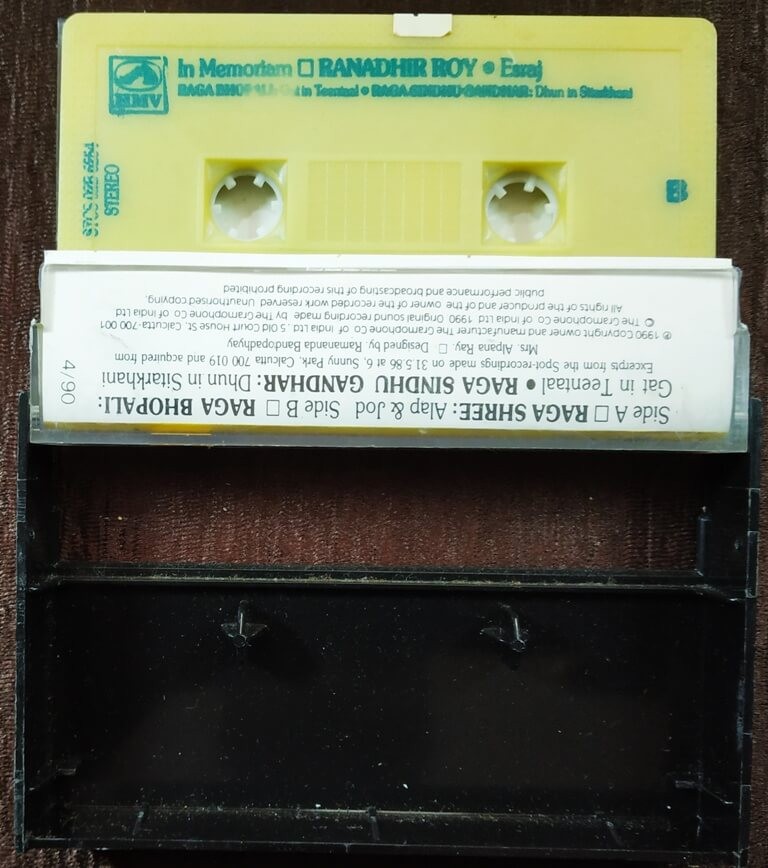 In Memoriam □ RANADHIR ROY • Esraj
RAGA BHOPALI: Gat in Teentaal • RAGA SINDHU GANDHAR: Dhun in Sitarkhani
HMV
STEREO
B
Side A □ RAGA SHREE: Alap & Jod Side B □ RAGA BHOPALI:
Gat in Teentaal • RAGA SINDHU GANDHAR: Dhun in Sitarkhani
Excerpts from the Spot-recordings made on 31.5.86 at 6, Sunny Park, Calcutta 700 019 and acquired from
Mrs. Alpana Ray. □ Designed by. Ramananda Bandopadhyay
℗ 1990 Copyright owner and manufacturer The Gramophone Co of India Ltd., 5 Old Court House St, Calcutta-700 001
© The Gramophone Co. of India Ltd 1990 Original sound recording made by The Gramophone Co of India Ltd
All rights of the producer and of the owner of the recorded work reserved Unauthorised copying,
public performance and broadcasting of this recording prohibited
4/90